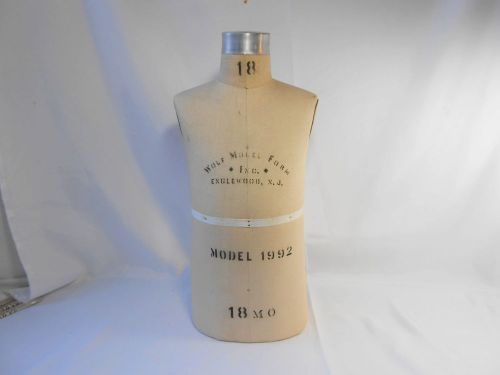 18
WOLF MODEL FORM
INC.
ENGLEWOOD, N.J.
MODEL 1992
18 MO